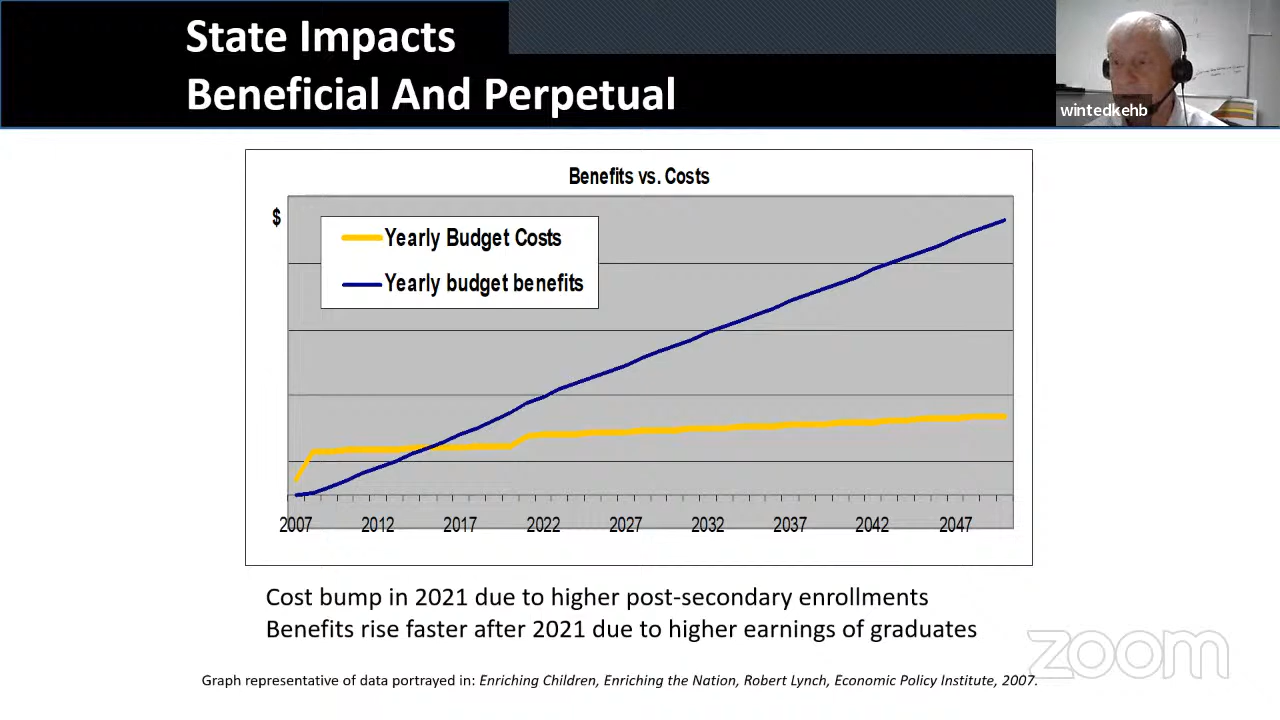 State Impacts
Beneficial And Perpetual
wintedkehb
Benefits vs. Costs
$
Yearly Budget Costs
Yearly budget benefits
2007 2012 2017 2022 2027 2032 2037 2042 2047
Cost bump in 2021 due to higher post-secondary enrollments
Benefits rise faster after 2021 due to higher earnings of graduates
zoom
Graph representative of data portrayed in: Enriching Children, Enriching the Nation, Robert Lynch, Economic Policy Institute, 2007.